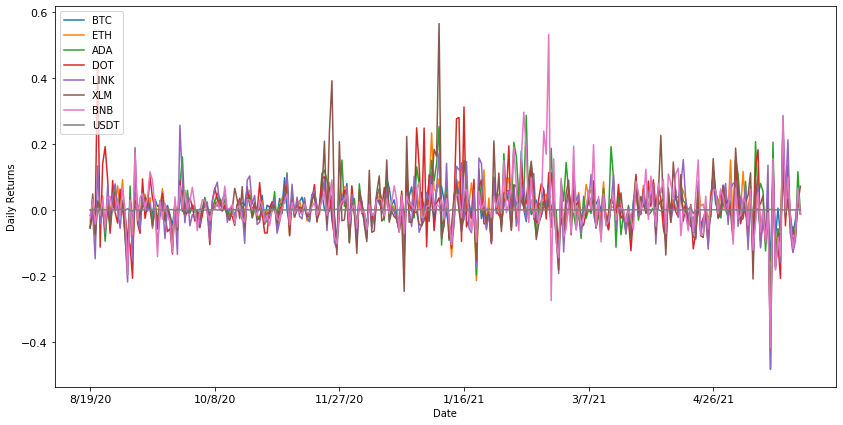 BTC
ETH
ADA
DOT
LINK
XLM
BNB
USDT
0.6
0.4
0.2
0.0
−0.2
−0.4
Daily Returns
8/19/20 10/8/20 11/27/20 1/16/21 3/7/21 4/26/21
Date